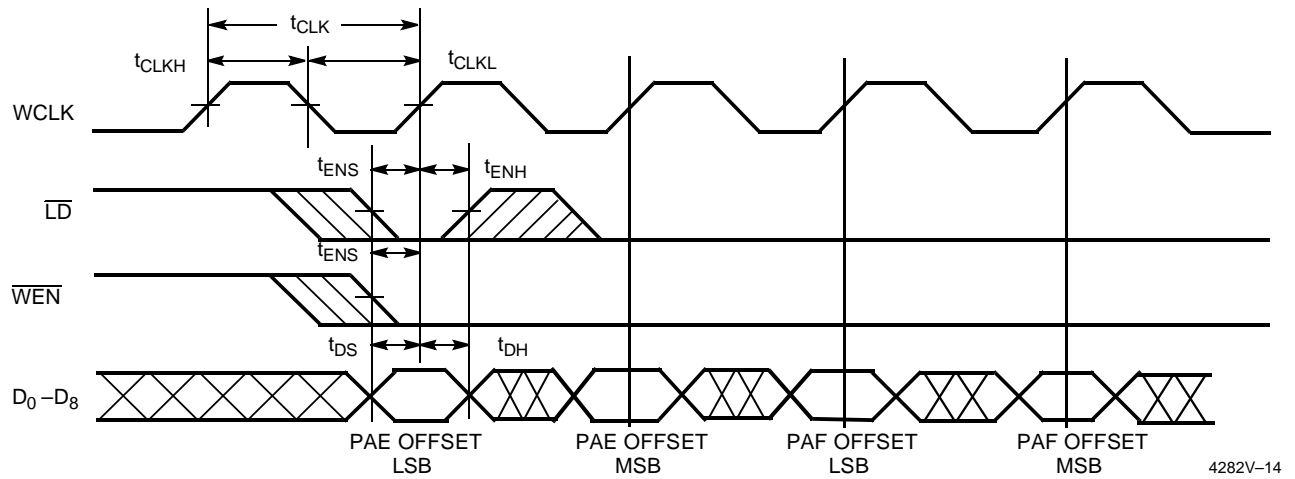 tCLK
tCLKH
tCLKL
WCLK
tENS
tENH
LD
tENS
WEN
tDS
tDH
D0 –D8
PAE OFFSET
LSB
PAE OFFSET
MSB
PAF OFFSET
LSB
PAF OFFSET
MSB
4282V–14